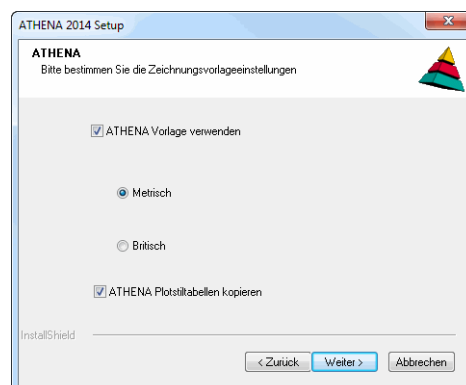 ATHENA 2014 Setup
ATHENA
Bitte bestimmen Sie die Zeichnungsvorlageeinstellungen
ATHENA Vorlage verwenden
Metrisch
Britisch
ATHENA Plotstiltabellen kopieren
InstallShield
< Zurück Weiter > Abbrechen